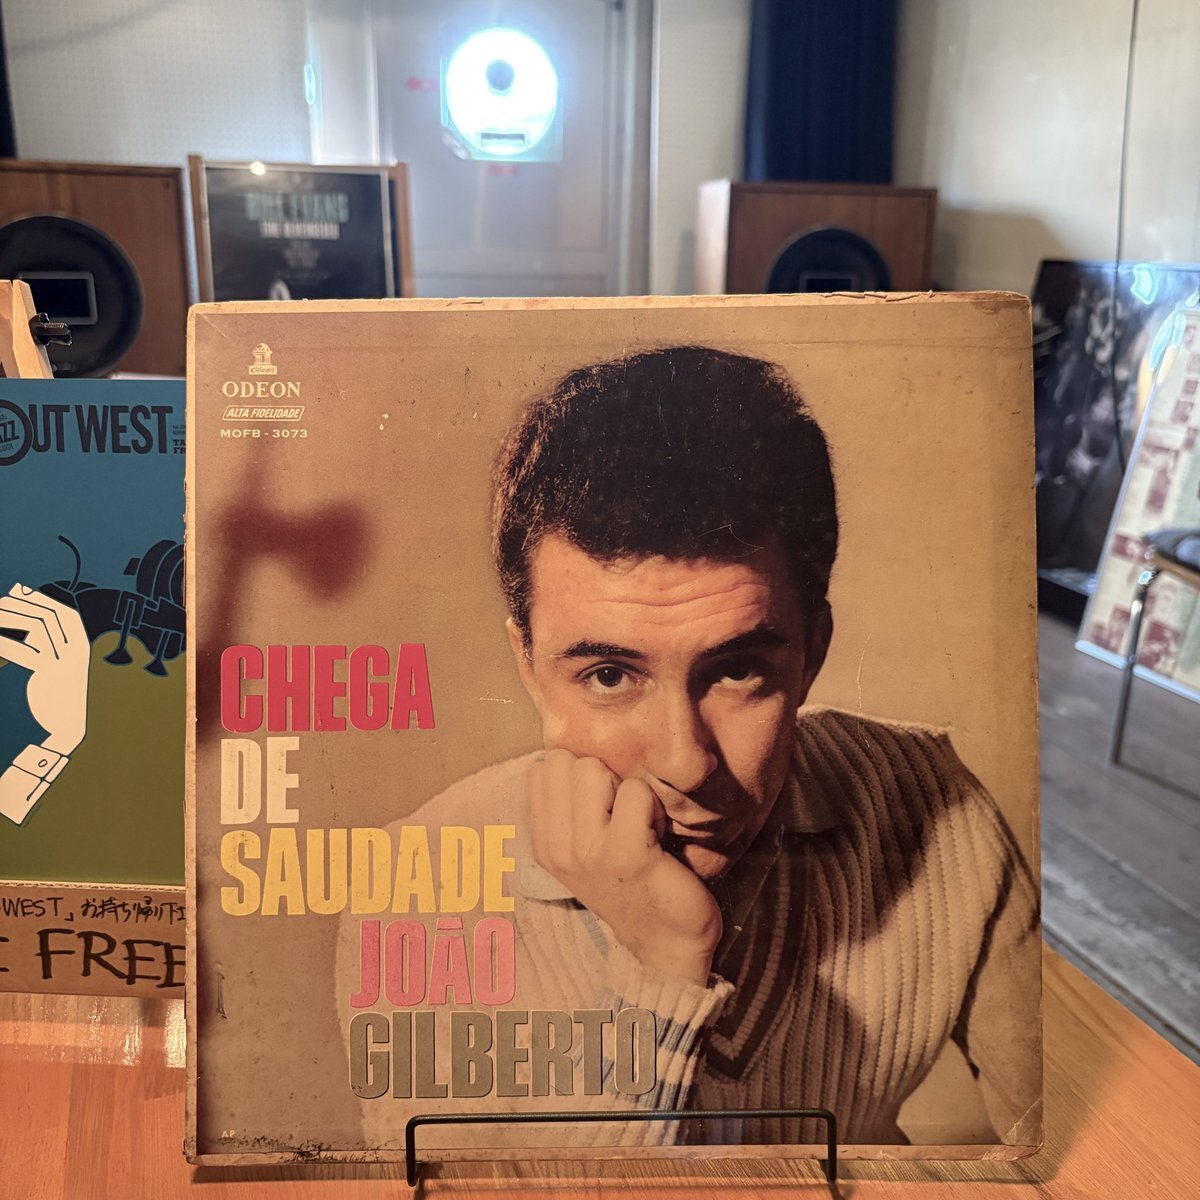 Odeon
ODEON
ALTA FIDELIDADE
MOFB - 3073
CHEGA
DE
SAUDADE
JOÃO
GILBERTO
AP
BILL EVANS
OUT WEST
WEST」お持ち帰り下
FREE